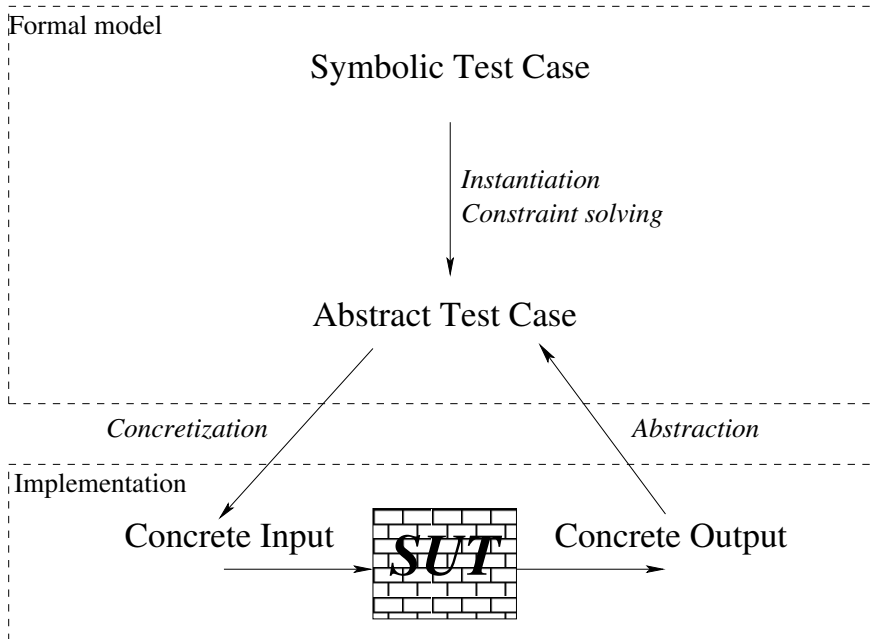 Formal model
Symbolic Test Case
Instantiation
Constraint solving
Abstract Test Case
Concretization
Abstraction
Implementation
Concrete Input
SUT
Concrete Output